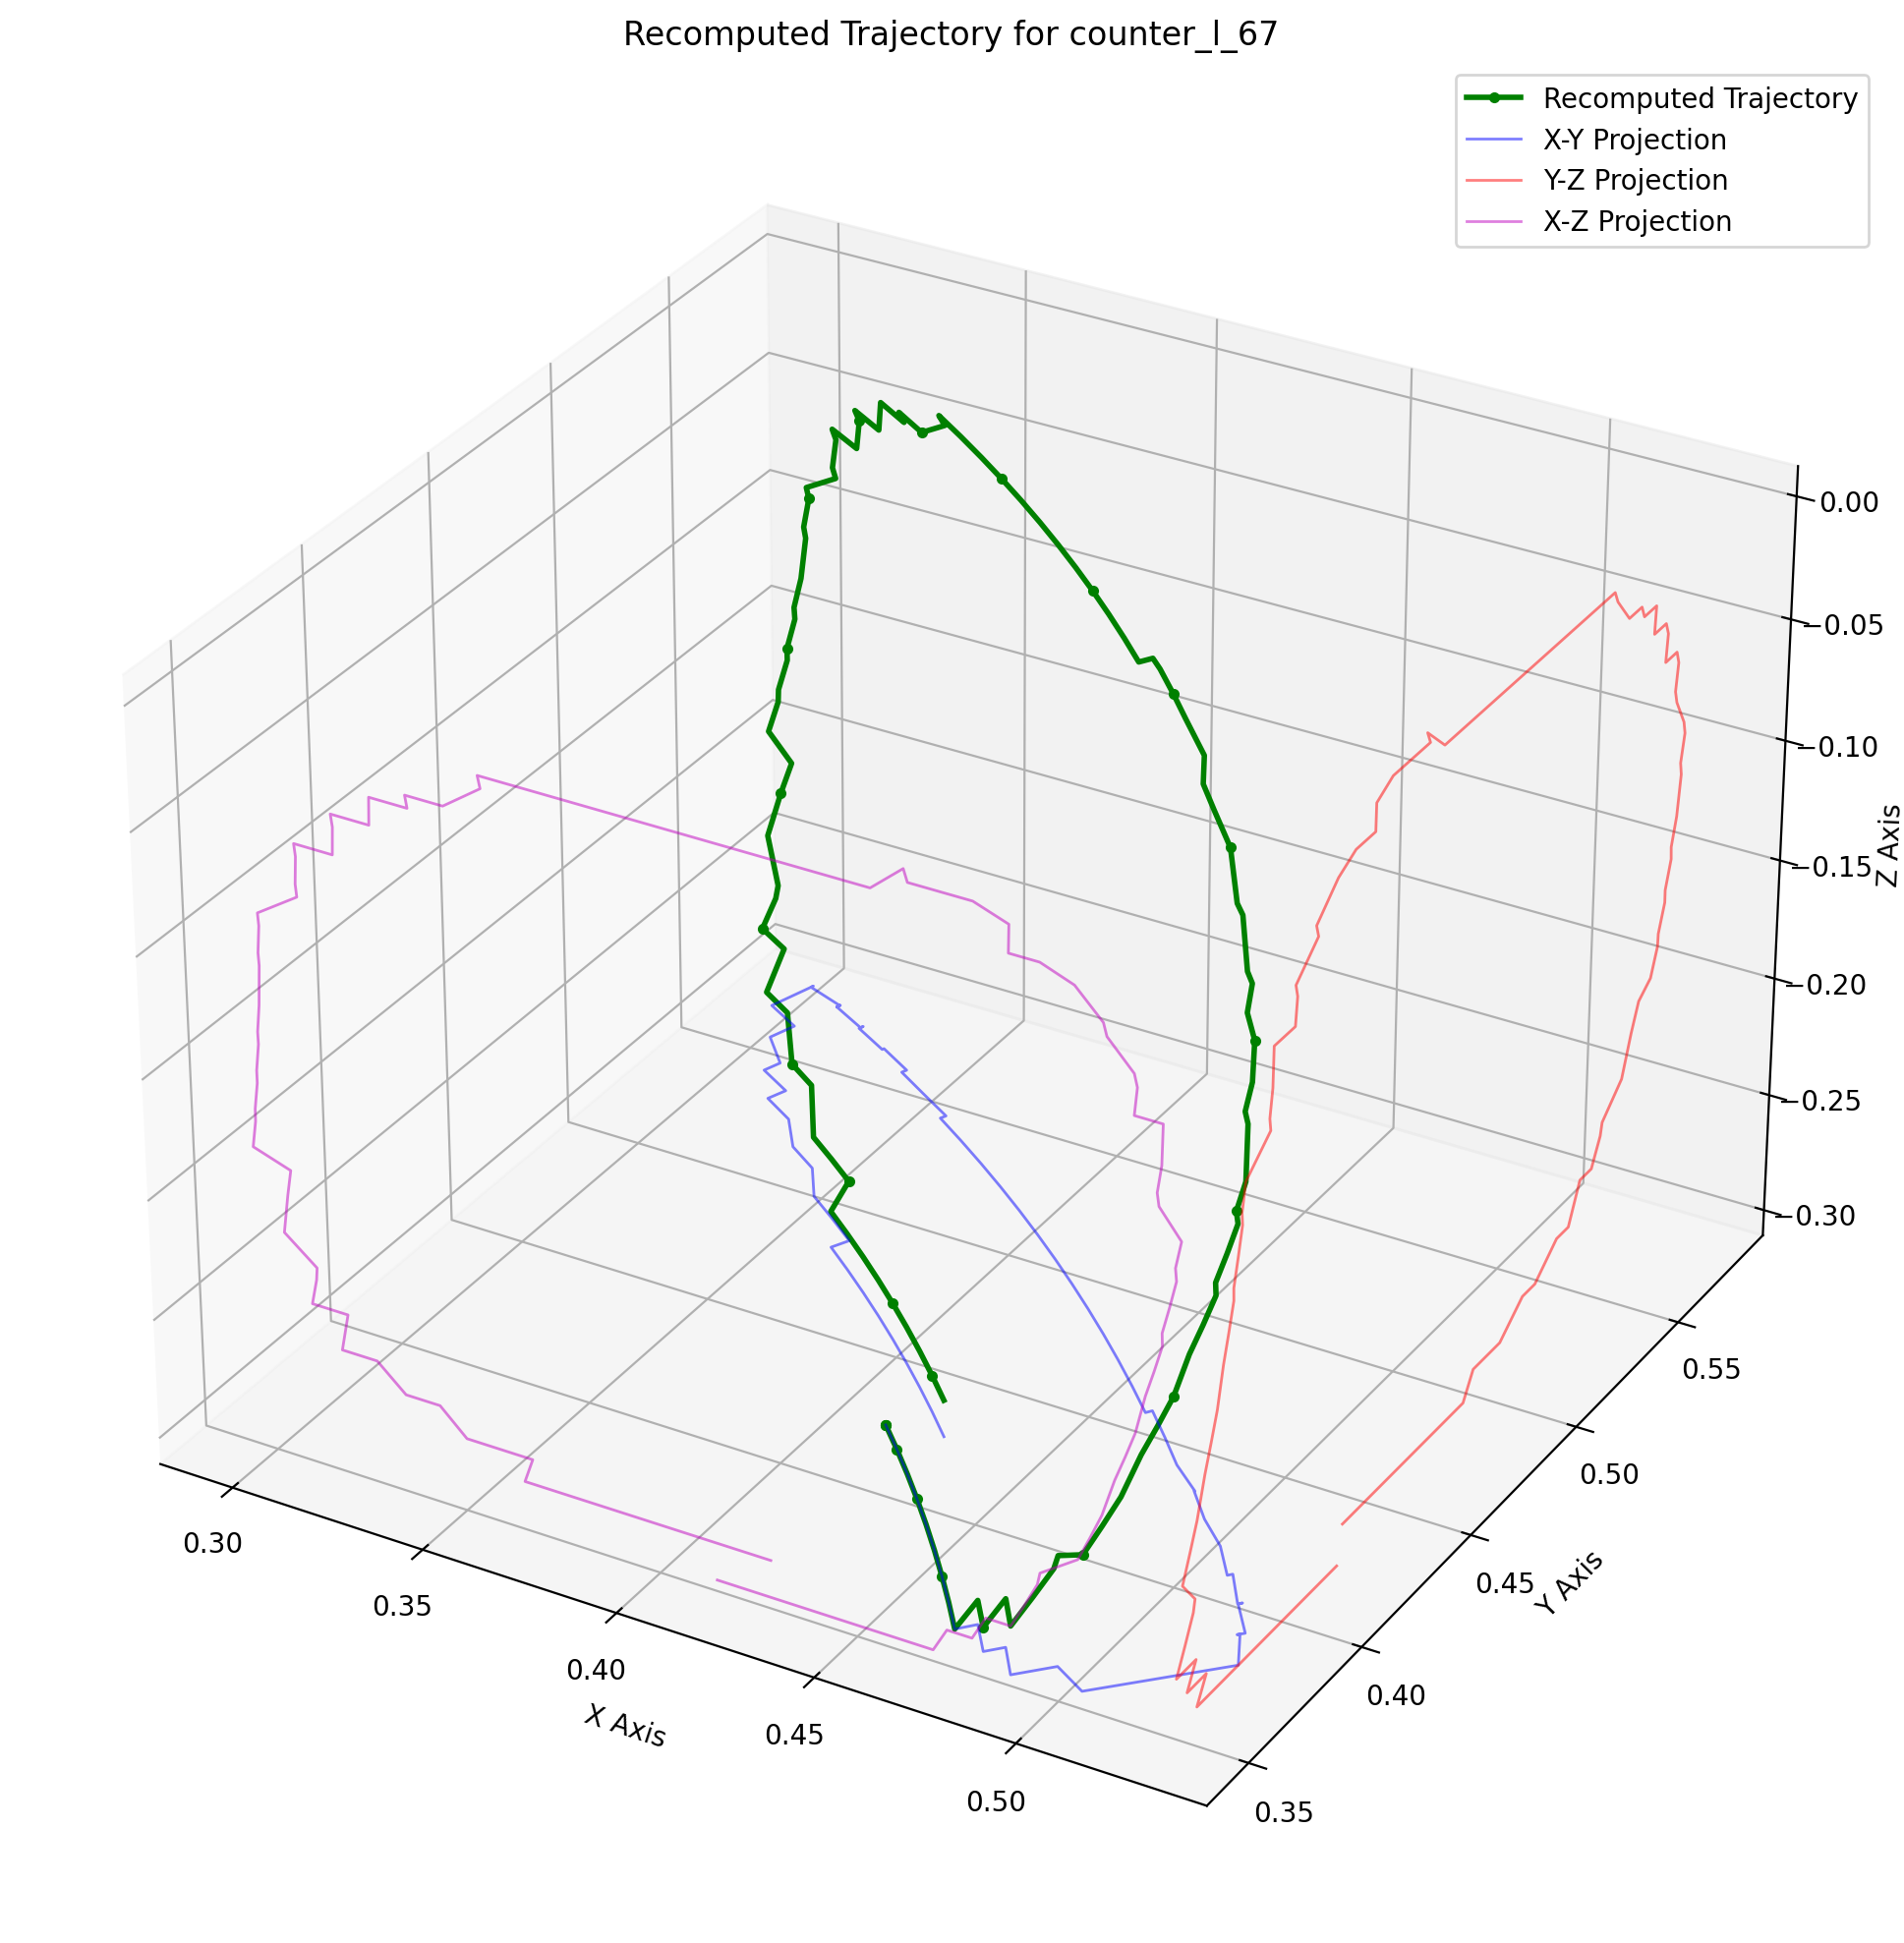 Recomputed Trajectory for counter_l_67
Recomputed Trajectory
X-Y Projection
Y-Z Projection
X-Z Projection
0.00
−0.05
−0.10
−0.15
−0.20
−0.25
−0.30
Z Axis
0.55
0.50
0.45
0.40
0.35
Y Axis
0.30
0.35
0.40
0.45
0.50
X Axis